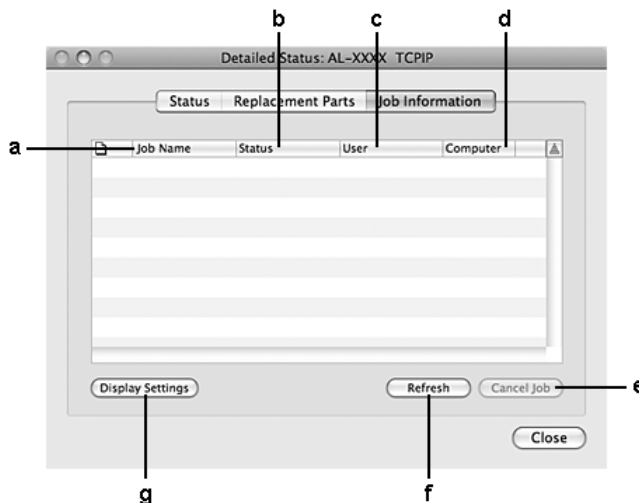 b c d
Detailed Status: AL-XXXX TCPIP
Status Replacement Parts Job Information
a Job Name Status User Computer
Display Settings Refresh Cancel Job e
Close
g f